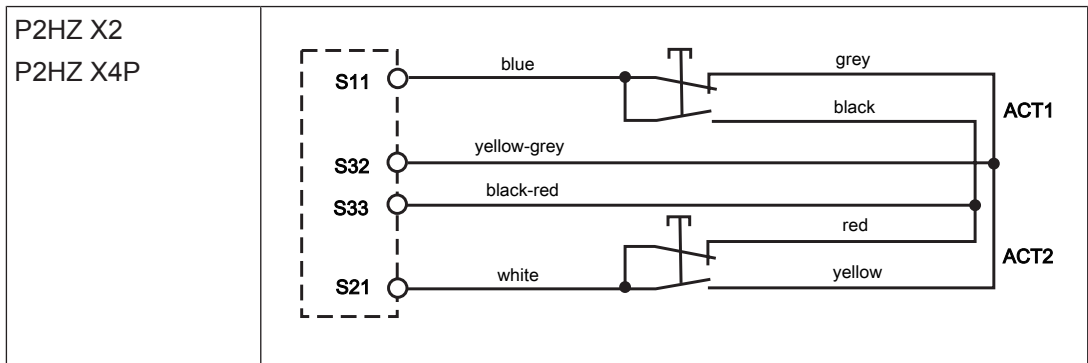 P2HZ X2
P2HZ X4P
S11
blue
grey
black
ACT1
S32
yellow-grey
S33
black-red
red
ACT2
S21
white
yellow